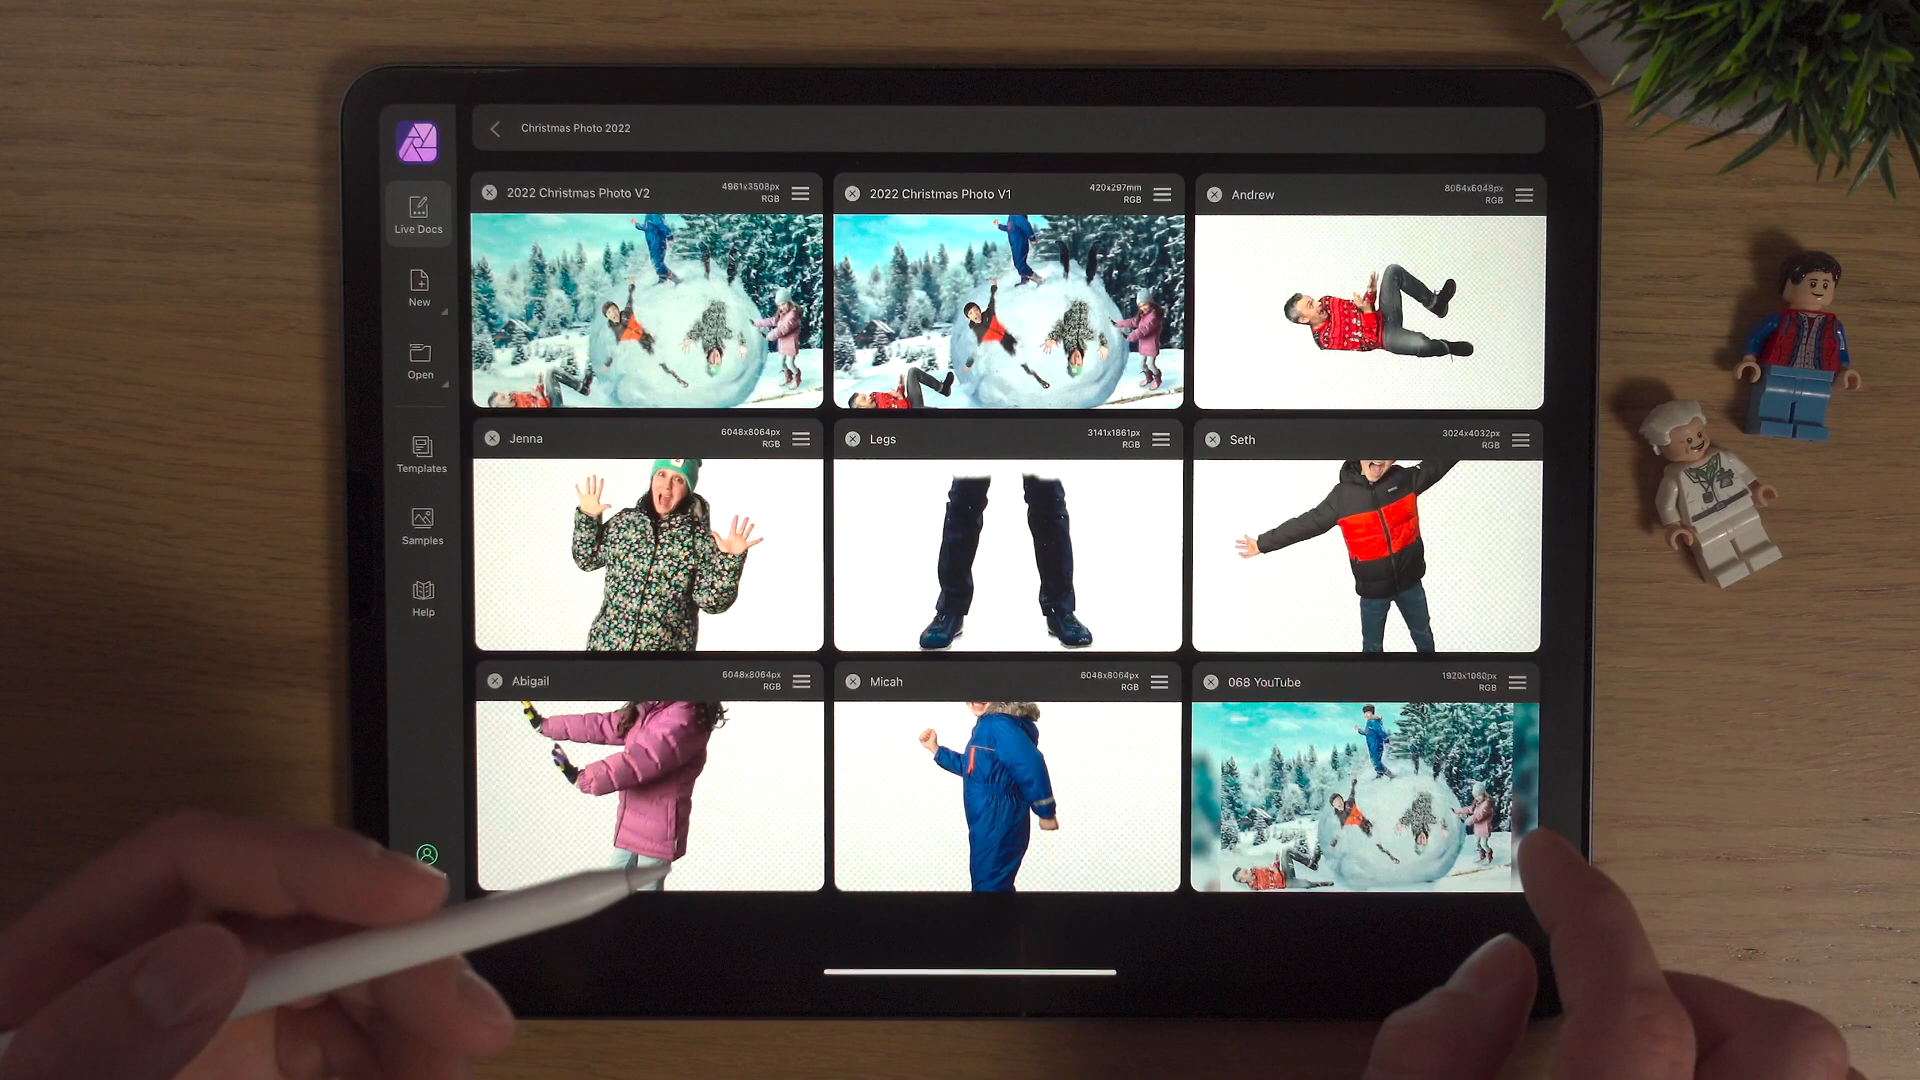 Christmas Photo 2022
Live Docs
New
Open
Templates
Samples
Help
2022 Christmas Photo V2
4961x3508px
RGB
2022 Christmas Photo V1
420x297mm
RGB
Andrew
8064x6048px
RGB
Jenna
6048x8064px
RGB
Legs
3141x1861px
RGB
Seth
3024x4032px
RGB
Abigail
6048x8064px
RGB
Micah
6048x8064px
RGB
068 YouTube
RGB